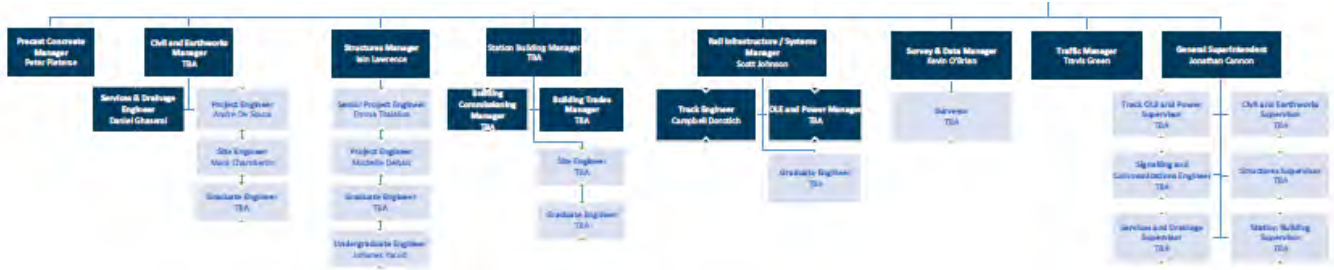 Precast Concrete
Manager
Peter Pieterse
Civil and Earthworks
Manager
TBA
Structures Manager
Iain Lawrence
Station Building Manager
TBA
Rail Infrastructure / Systems
Manager
Scott Johnson
Survey & Data Manager
Kevin O'Brian
Traffic Manager
Travis Green
General Superintendent
Jonathan Cannon
Services & Drainage
Engineer
Daniel
Project Engineer
Andre De Souza
Site Engineer
Mark Chamberlin
Graduate Engineer
TBA
Senior Project Engineer
Emma
Project Engineer
Michelle
Graduate Engineer
TBA
Undergraduate Engineer
Johanes
Building
Commissioning
Manager
TBA
Building Trades
Manager
TBA
Site Engineer
TBA
Graduate Engineer
TBA
Track Engineer
Campbell
OLE and Power Manager
TBA
Graduate Engineer
TBA
Surveyor
TBA
Track OLE and Power
Supervisor
TBA
Signalling and
Communications Engineer
TBA
Services and Drainage
Supervisor
TBA
Civil and Earthworks
Supervisor
TBA
Structures Supervisor
TBA
Station Building
Supervisor
TBA